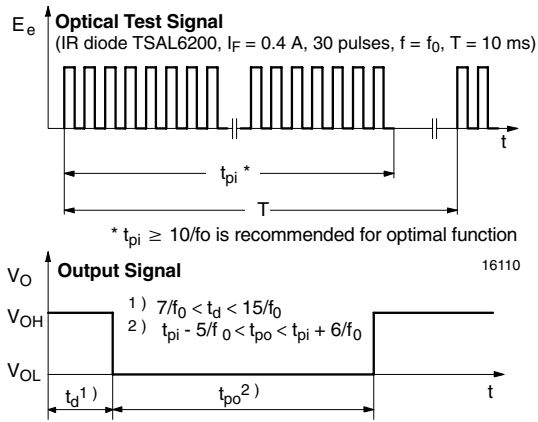 E_e
Optical Test Signal
(IR diode TSAL6200, I_F = 0.4 A, 30 pulses, f = f_0, T = 10 ms)
t
t_pi *
T
* t_pi ≥ 10/fo is recommended for optimal function
16110
V_O
Output Signal
V_OH
1 ) 7/f_0 < t_d < 15/f_0
2 ) t_pi - 5/f_0 < t_po < t_pi + 6/f_0
V_OL
t
t_d 1 )
t_po 2 )